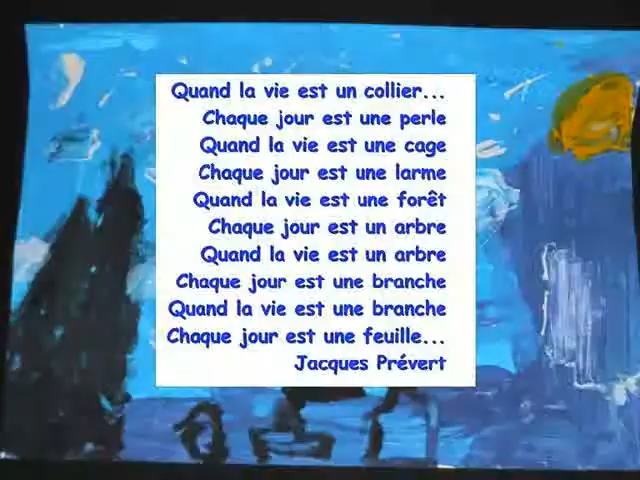 Quand la vie est un collier...
Chaque jour est une perle
Quand la vie est une cage
Chaque jour est une larme
Quand la vie est une forêt
Chaque jour est un arbre
Quand la vie est un arbre
Chaque jour est une branche
Quand la vie est une branche
Chaque jour est une feuille...
Jacques Prévert